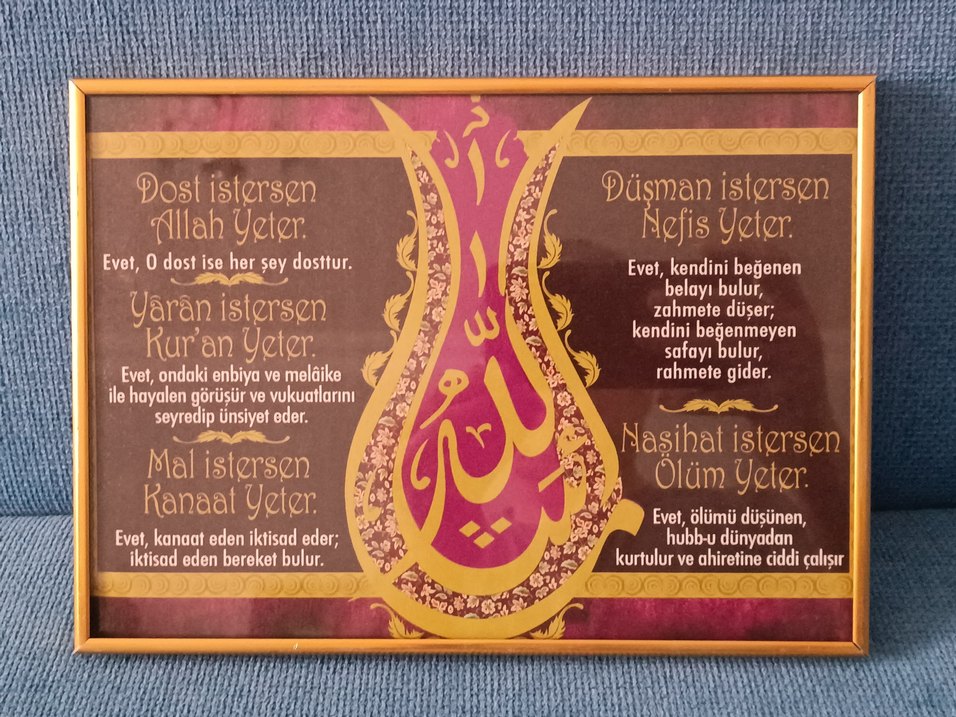 Dost istersen
Allah Yeter.
Evet, O dost ise her şey dosttur.
Yârân istersen
Kur'an Yeter.
Evet, ondaki enbiya ve melâike
ile hayalen görüşür ve vukuatlarını
seyredip ünsiyet eder.
Mal istersen
Kanaat Yeter.
Evet, kanaat eden iktisad eder;
iktisad eden bereket bulur.
الله
Düşman istersen
Nefis Yeter.
Evet, kendini beğenen
belayı bulur,
zahmete düşer;
kendini beğenmeyen
safayı bulur,
rahmete gider.
Nasihat istersen
Ölüm Yeter.
Evet, ölümü düşünen,
hubb-u dünyadan
kurtulur ve ahiretine ciddi çalışır